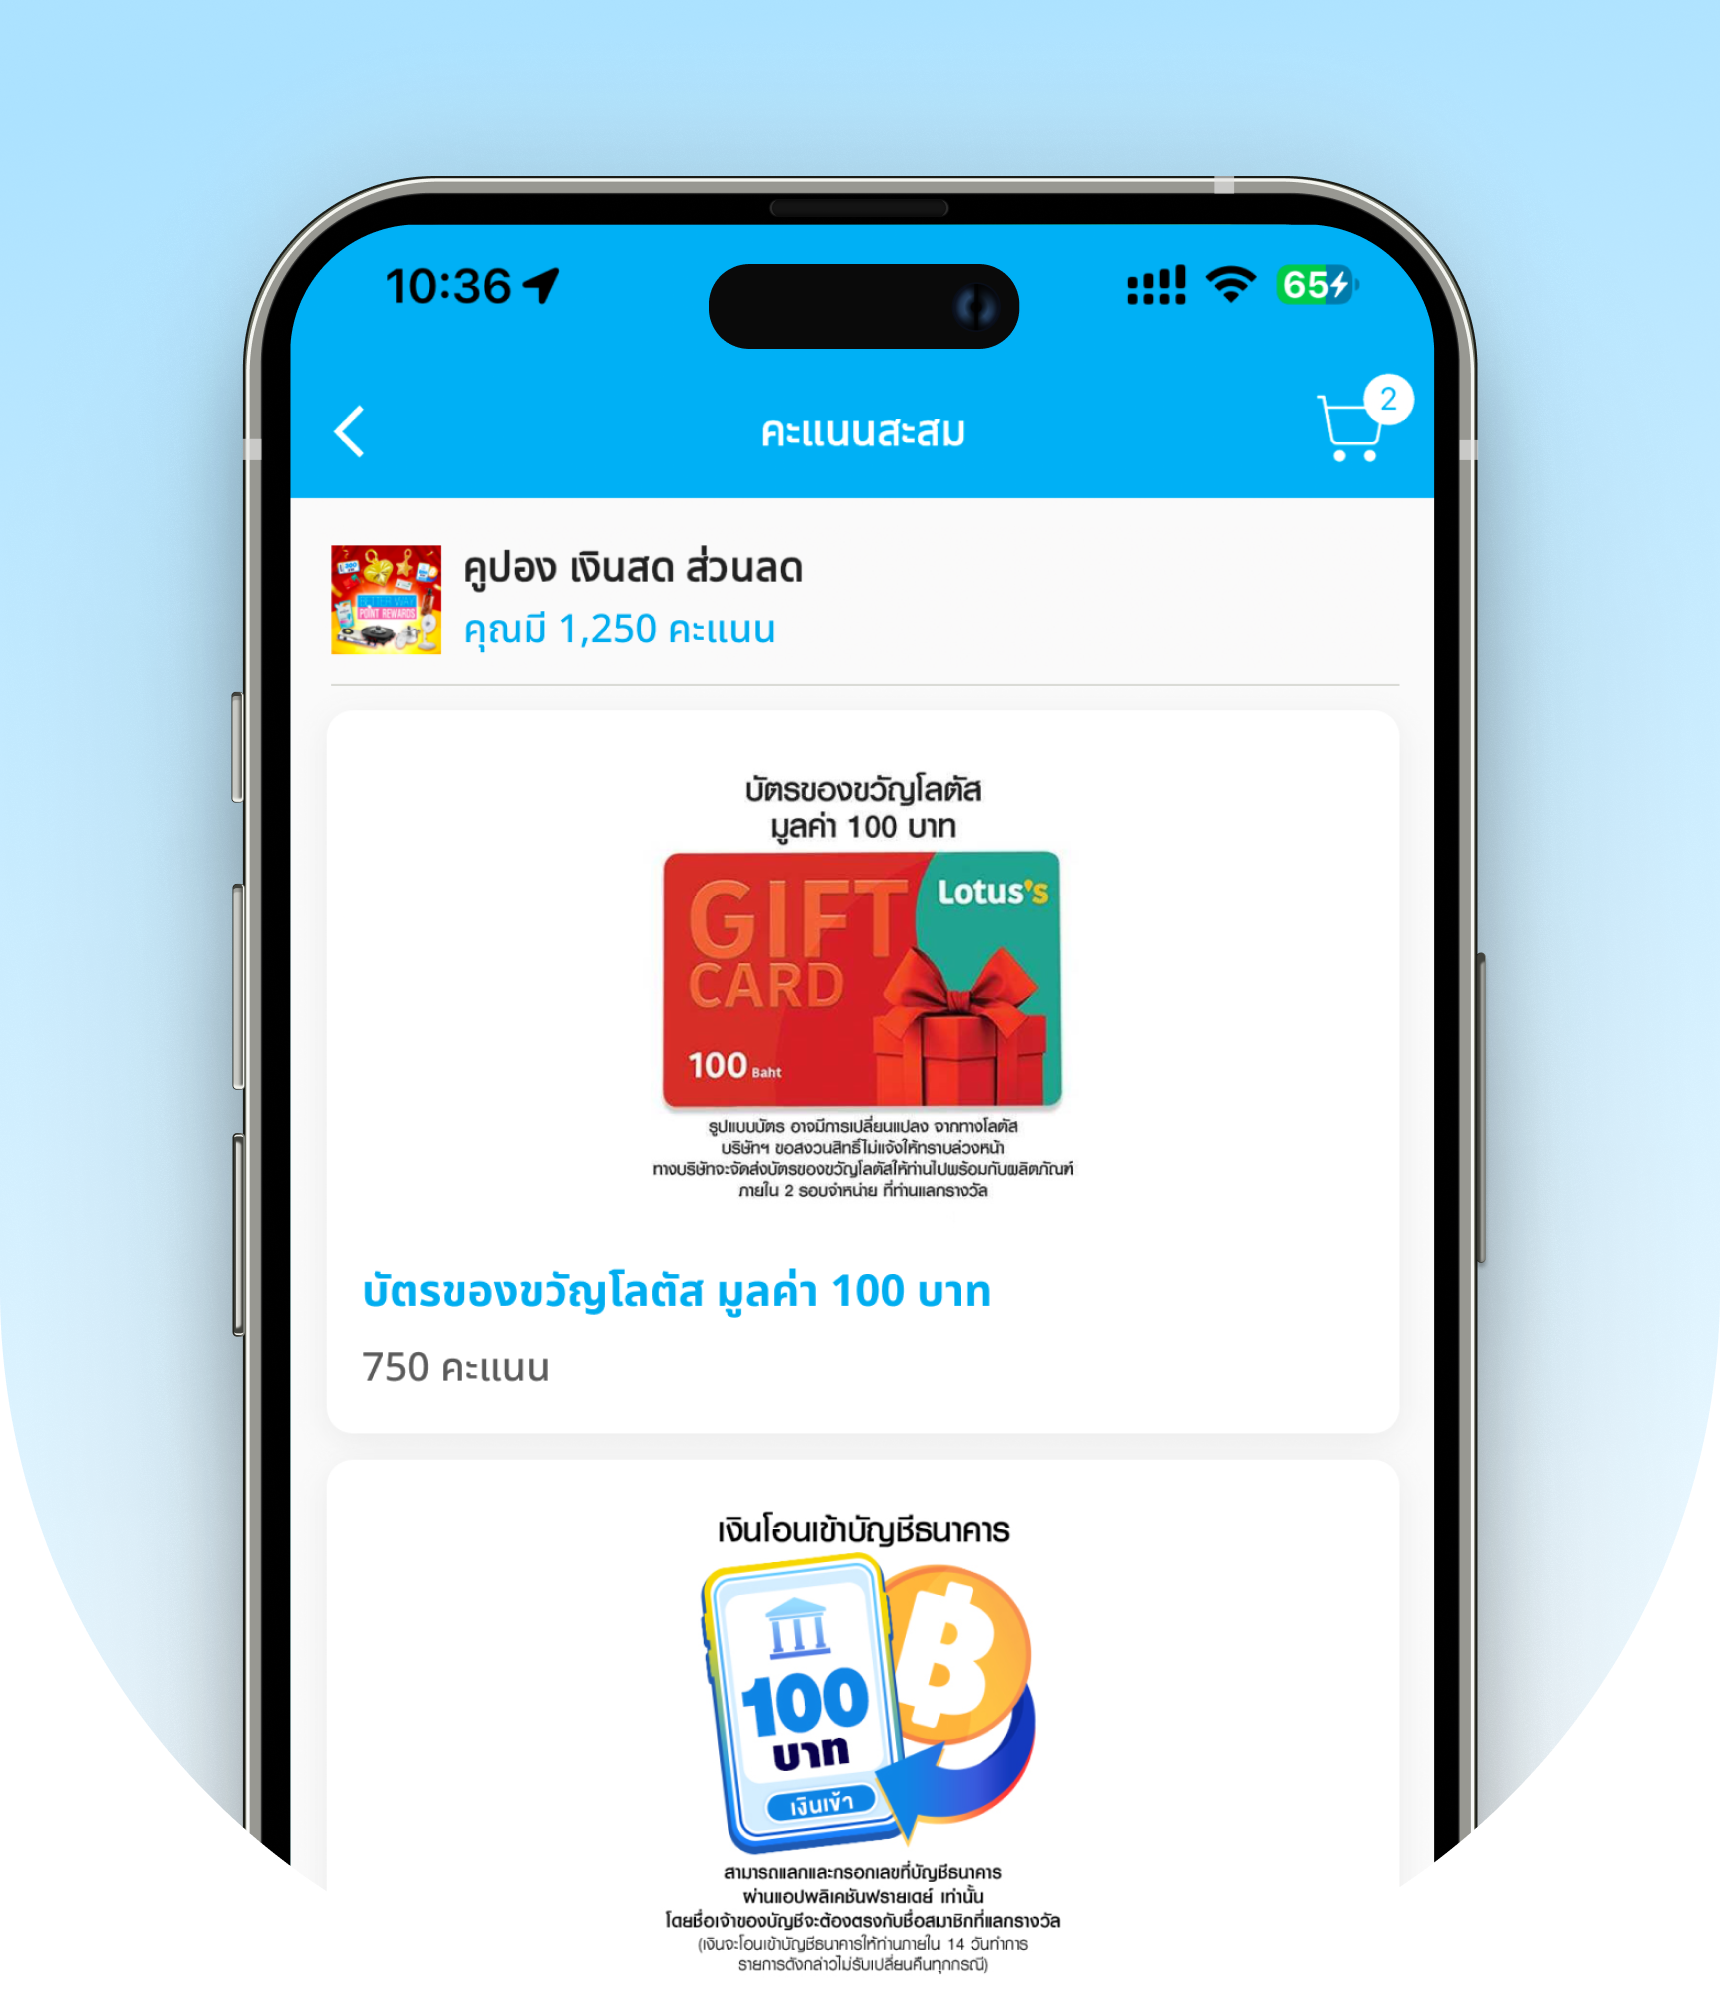 10:36
65
คะแนนสะสม
2
คูปอง เงินสด ส่วนลด
คุณมี 1,250 คะแนน
POINT REWARDS
บัตรของขวัญโลตัส
มูลค่า 100 บาท
GIFT
CARD
Lotus's
100 Baht
รูปแบบบัตร อาจมีการเปลี่ยนแปลง จากทางโลตัส
บริษัทฯ ขอสงวนสิทธิ์ไม่แจ้งให้ทราบล่วงหน้า
ทางบริษัทจะจัดส่งบัตรของขวัญโลตัสให้ท่านไปพร้อมกับผลิตภัณฑ์
ภายใน 2 รอบจำหน่าย ที่ท่านแลกรางวัล
บัตรของขวัญโลตัส มูลค่า 100 บาท
750 คะแนน
เงินโอนเข้าบัญชีธนาคาร
100
บาท
เงินเข้า
สามารถแลกและกรอกเลขที่บัญชีธนาคาร
ผ่านแอปพลิเคชันฟรายเดย์ เท่านั้น
โดยชื่อเจ้าของบัญชีจะต้องตรงกับชื่อสมาชิกที่แลกรางวัล
(เงินจะโอนเข้าบัญชีธนาคารให้ท่านภายใน 14 วันทำการ
รายการดังกล่าวไม่รับเปลี่ยนคืนทุกกรณี)